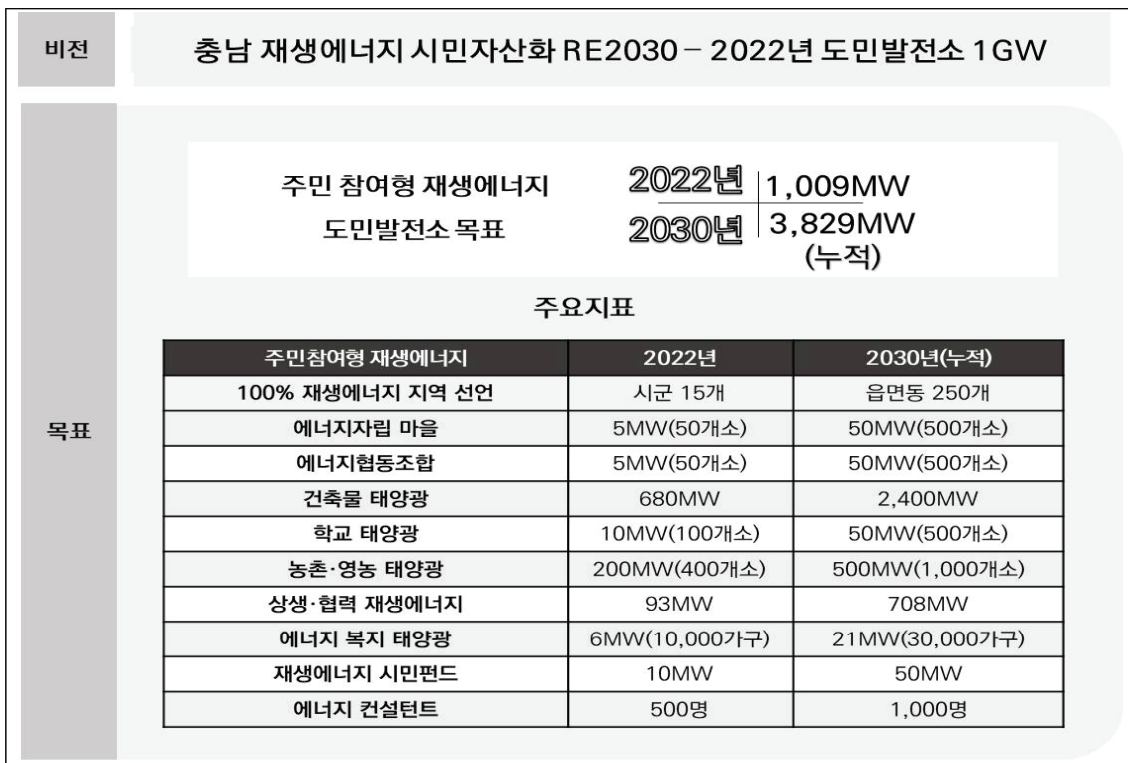 비전
충남 재생에너지 시민자산화 RE2030 – 2022년 도민발전소 1GW
목표
주민 참여형 재생에너지 2022년 1,009MW
도민발전소 목표 2030년 3,829MW
(누적)
주요지표
주민참여형 재생에너지 2022년 2030년(누적)
100% 재생에너지 지역 선언 시군 15개 읍면동 250개
에너지자립 마을 5MW(50개소) 50MW(500개소)
에너지협동조합 5MW(50개소) 50MW(500개소)
건축물 태양광 680MW 2,400MW
학교 태양광 10MW(100개소) 50MW(500개소)
농촌·영농 태양광 200MW(400개소) 500MW(1,000개소)
상생·협력 재생에너지 93MW 708MW
에너지 복지 태양광 6MW(10,000가구) 21MW(30,000가구)
재생에너지 시민펀드 10MW 50MW
에너지 컨설턴트 500명 1,000명